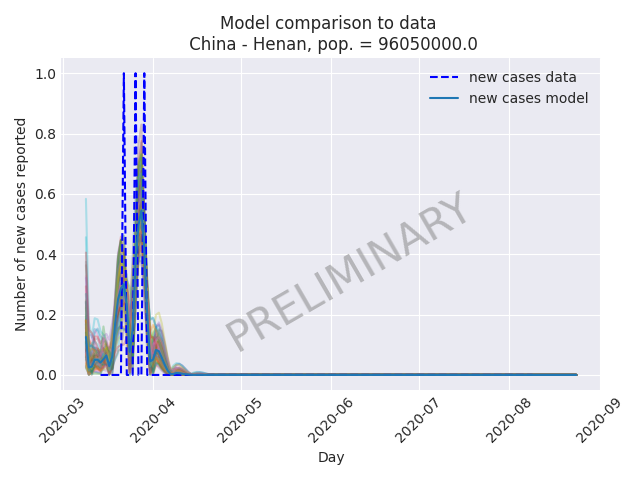 Model comparison to data
China - Henan, pop. = 96050000.0
new cases data
new cases model
Number of new cases reported
1.0
0.8
0.6
0.4
0.2
0.0
PRELIMINARY
2020-03
2020-04
2020-05
2020-06
2020-07
2020-08
2020-09
Day